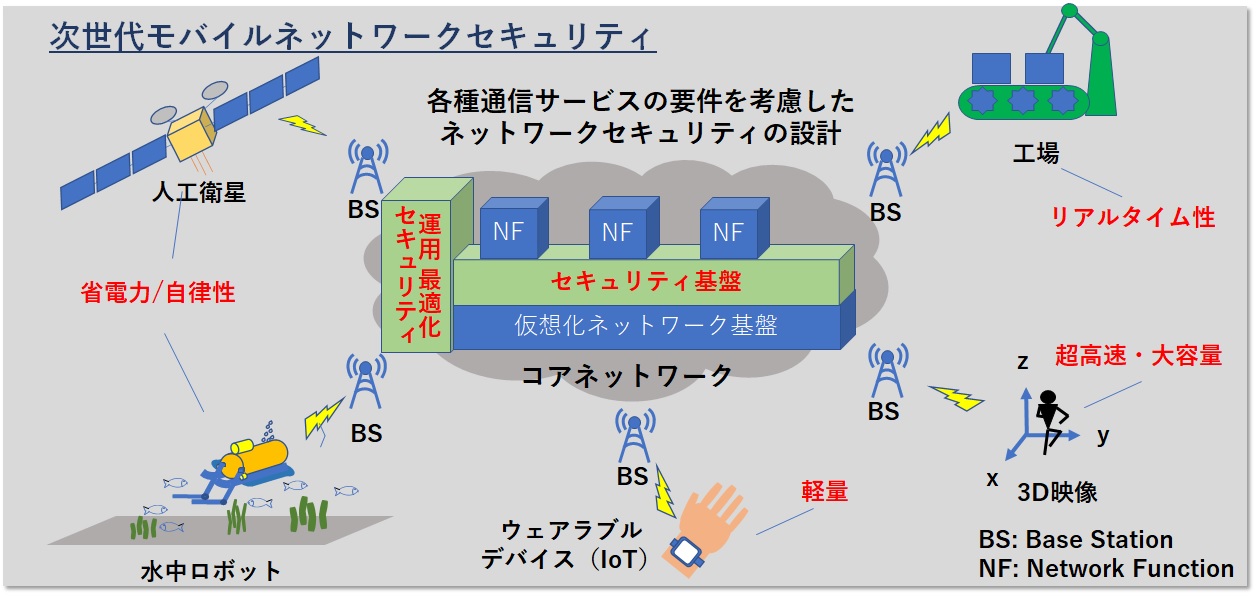 次世代モバイルネットワークセキュリティ
各種通信サービスの要件を考慮した
ネットワークセキュリティの設計
人工衛星
BS
BS
工場
リアルタイム性
省電力/自律性
運用最適化
セキュリティ
NF
NF
NF
セキュリティ基盤
仮想化ネットワーク基盤
コアネットワーク
BS
BS
BS
超高速・大容量
z
y
x
3D映像
軽量
ウェアラブル
デバイス（IoT）
水中ロボット
BS: Base Station
NF: Network Function